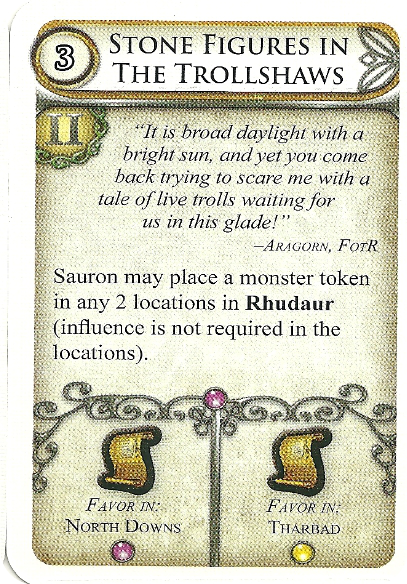 3
STONE FIGURES IN
THE TROLLSHAWS
II
"It is broad daylight with a
bright sun, and yet you come
back trying to scare me with a
tale of live trolls waiting for
us in this glade!"
–ARAGORN, FOTR
Sauron may place a monster token
in any 2 locations in Rhudaur
(influence is not required in the
locations).
FAVOR IN:
NORTH DOWNS
FAVOR IN:
THARBAD